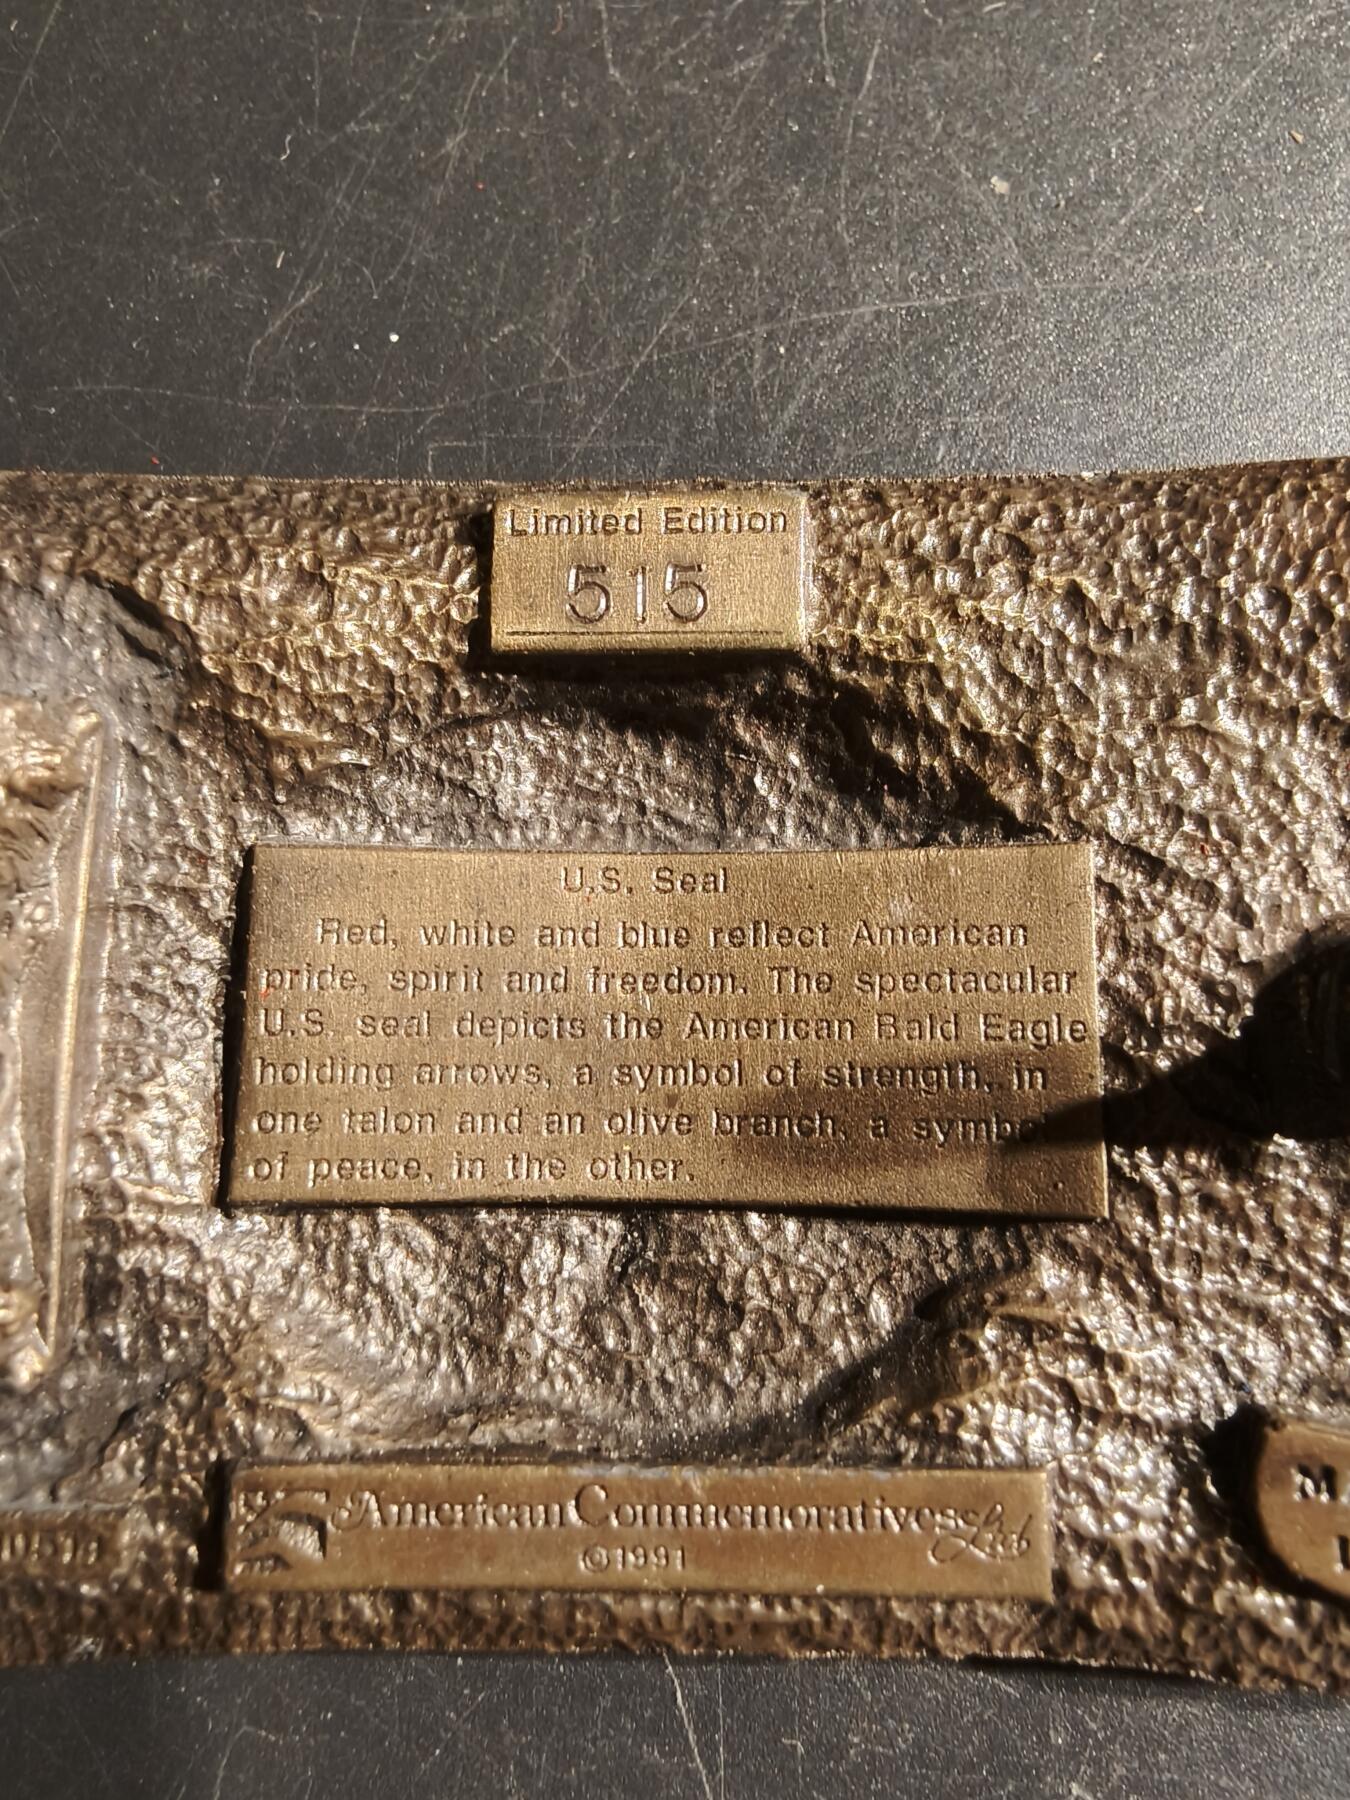 Limited Edition
515
U.S. Seal
Red, white and blue reflect American
pride, spirit and freedom. The spectacular
U.S. seal depicts the American Bald Eagle
holding arrows, a symbol of strength, in
one talon and an olive branch, a symbol
of peace, in the other.
American Commemoratives Ltd.
©1991
M